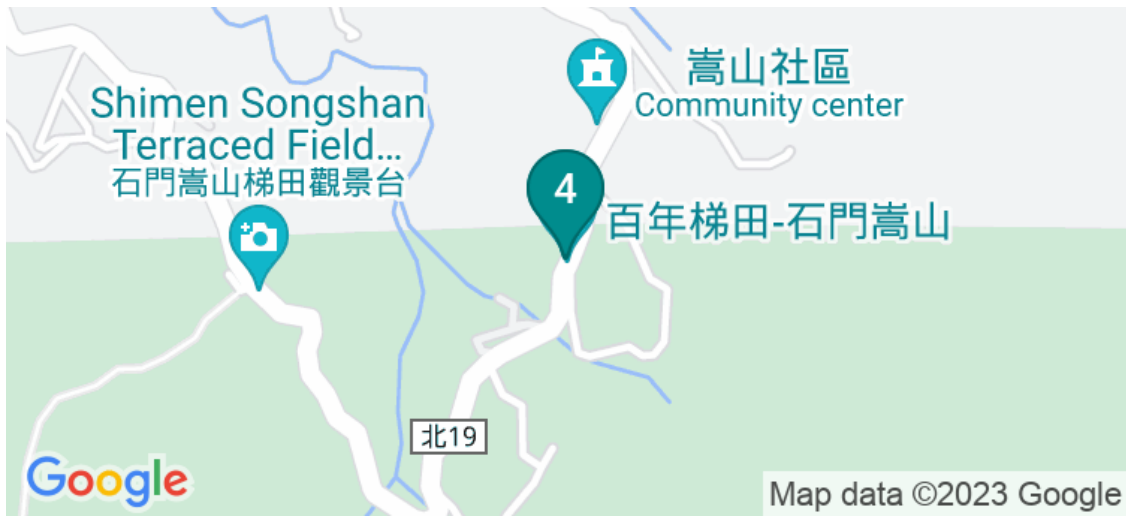 嵩山社區
Community center
Shimen Songshan
Terraced Field...
石門嵩山梯田觀景台
4
百年梯田-石門嵩山
北19
Google
Map data ©2023 Google